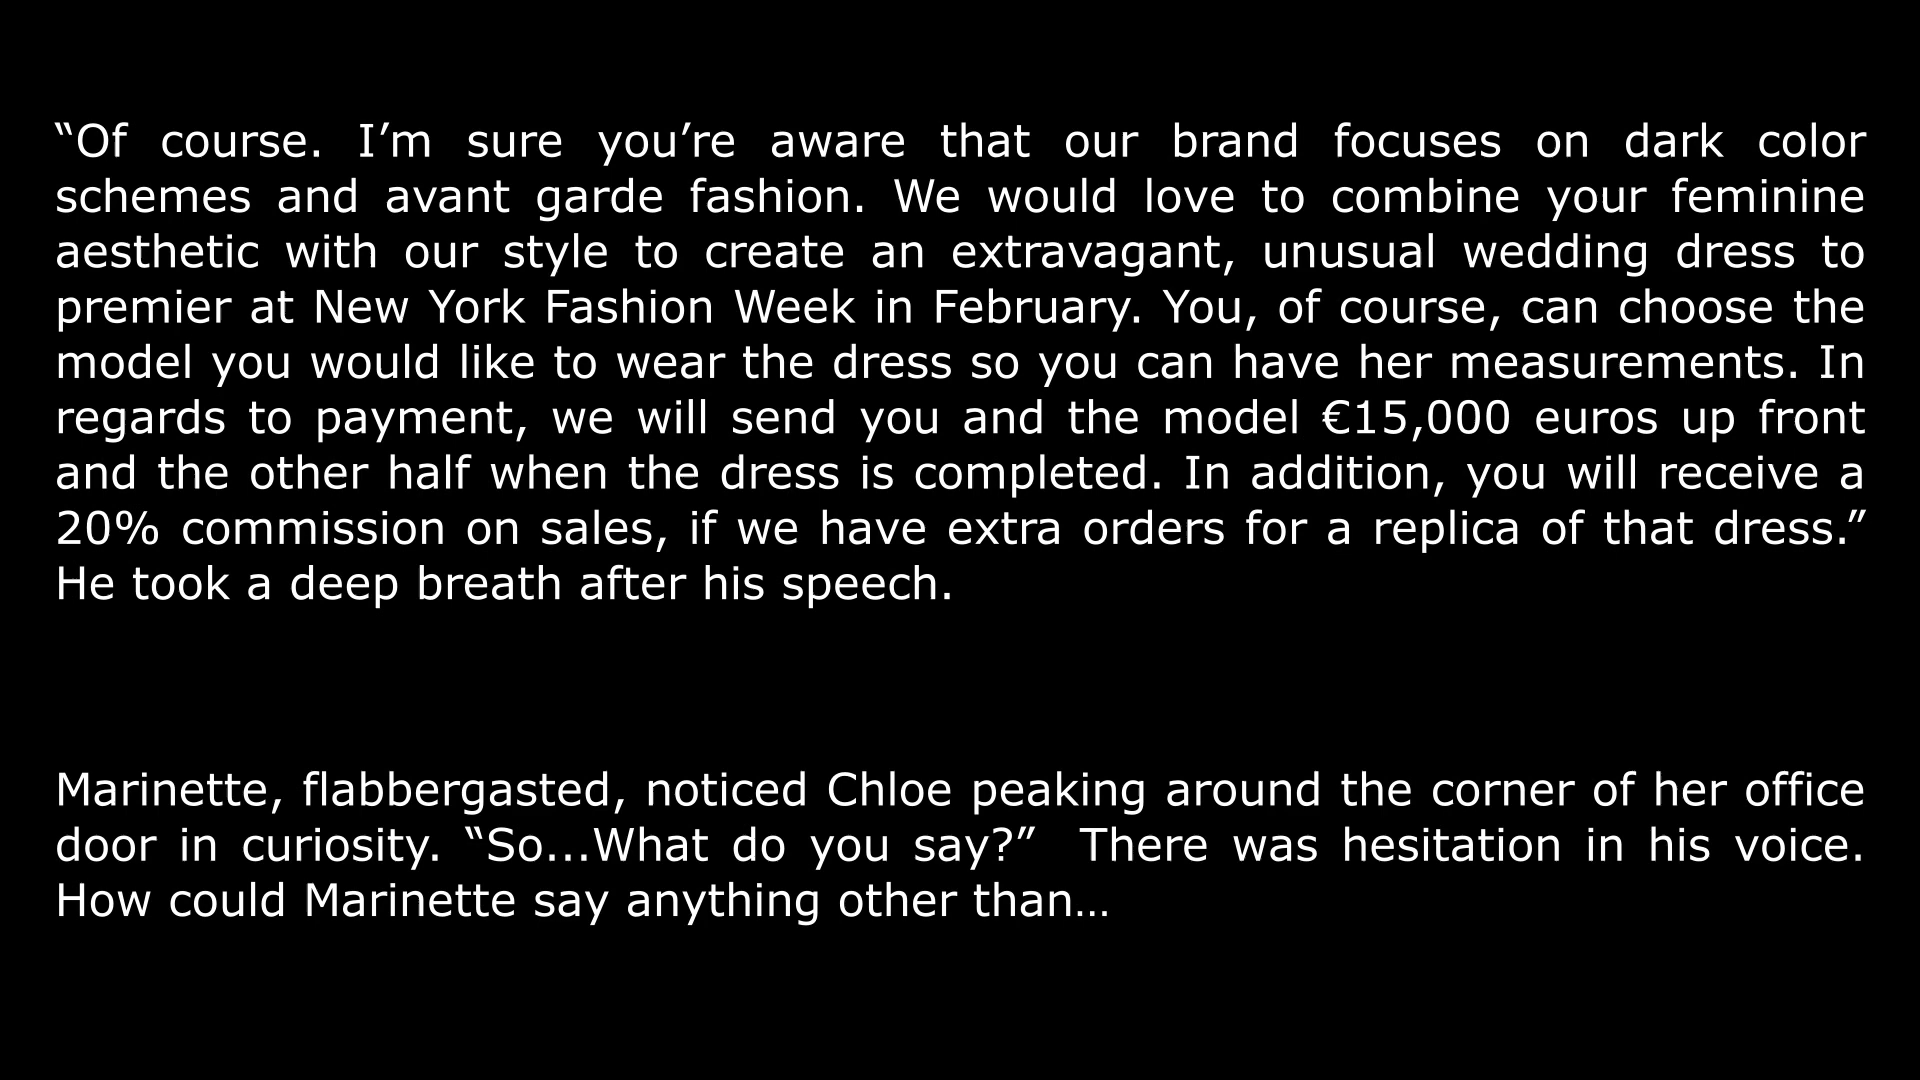 “Of course. I’m sure you’re aware that our brand focuses on dark color
schemes and avant garde fashion. We would love to combine your feminine
aesthetic with our style to create an extravagant, unusual wedding dress to
premier at New York Fashion Week in February. You, of course, can choose the
model you would like to wear the dress so you can have her measurements. In
regards to payment, we will send you and the model €15,000 euros up front
and the other half when the dress is completed. In addition, you will receive a
20% commission on sales, if we have extra orders for a replica of that dress.”
He took a deep breath after his speech.
Marinette, flabbergasted, noticed Chloe peaking around the corner of her office
door in curiosity. “So...What do you say?”  There was hesitation in his voice.
How could Marinette say anything other than…